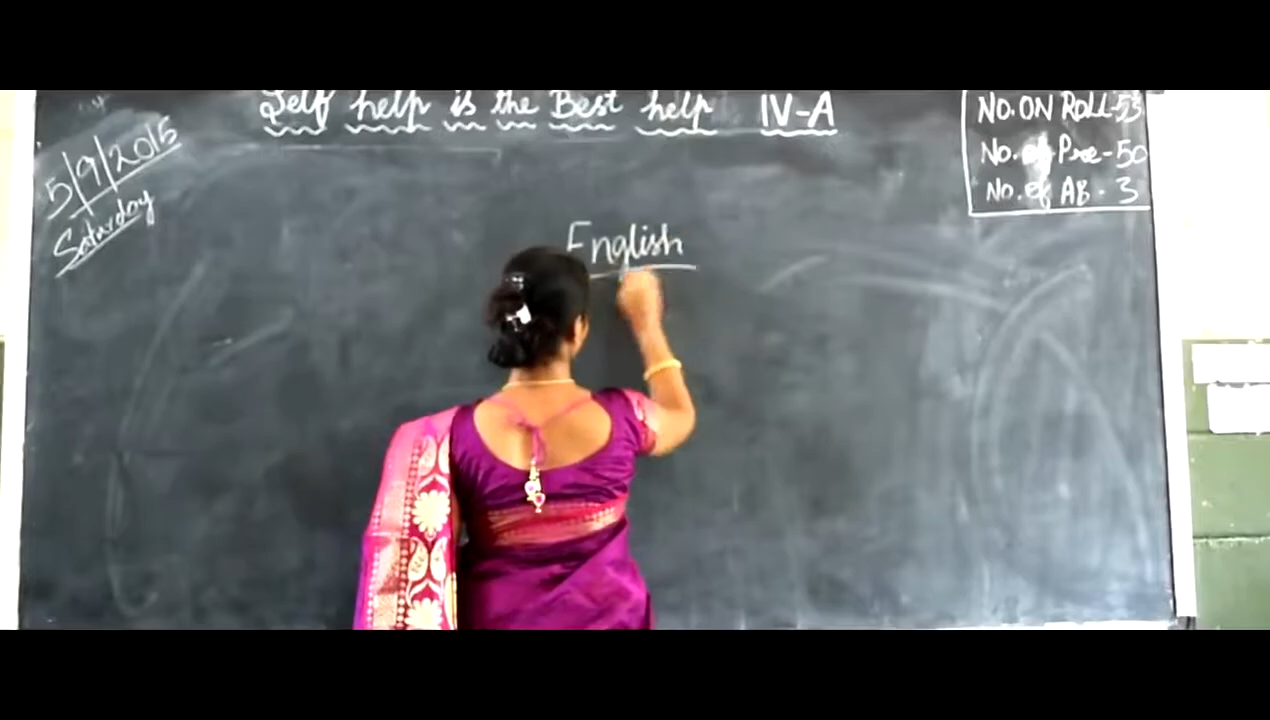 Self help is the Best help IV-A
5/9/2015
Saturday
NO. ON ROLL-53
No. of Pre-50
No. of AB-3
English